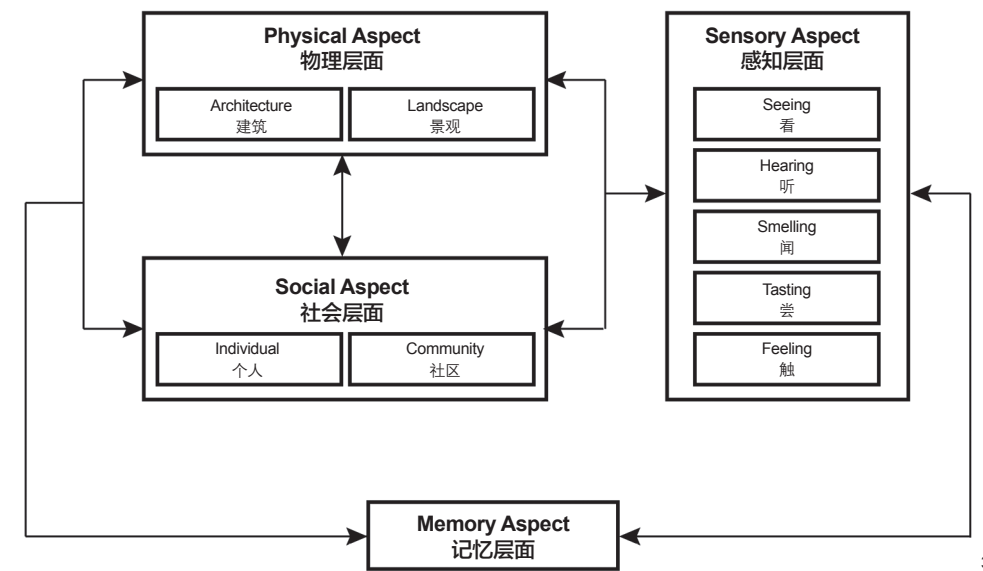 Physical Aspect
物理层面
Architecture
建筑
Landscape
景观
Social Aspect
社会层面
Individual
个人
Community
社区
Sensory Aspect
感知层面
Seeing
看
Hearing
听
Smelling
闻
Tasting
尝
Feeling
触
Memory Aspect
记忆层面